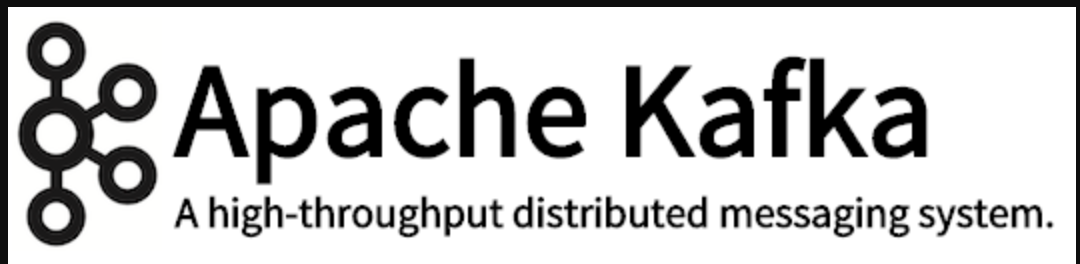 Apache Kafka
A high-throughput distributed messaging system.